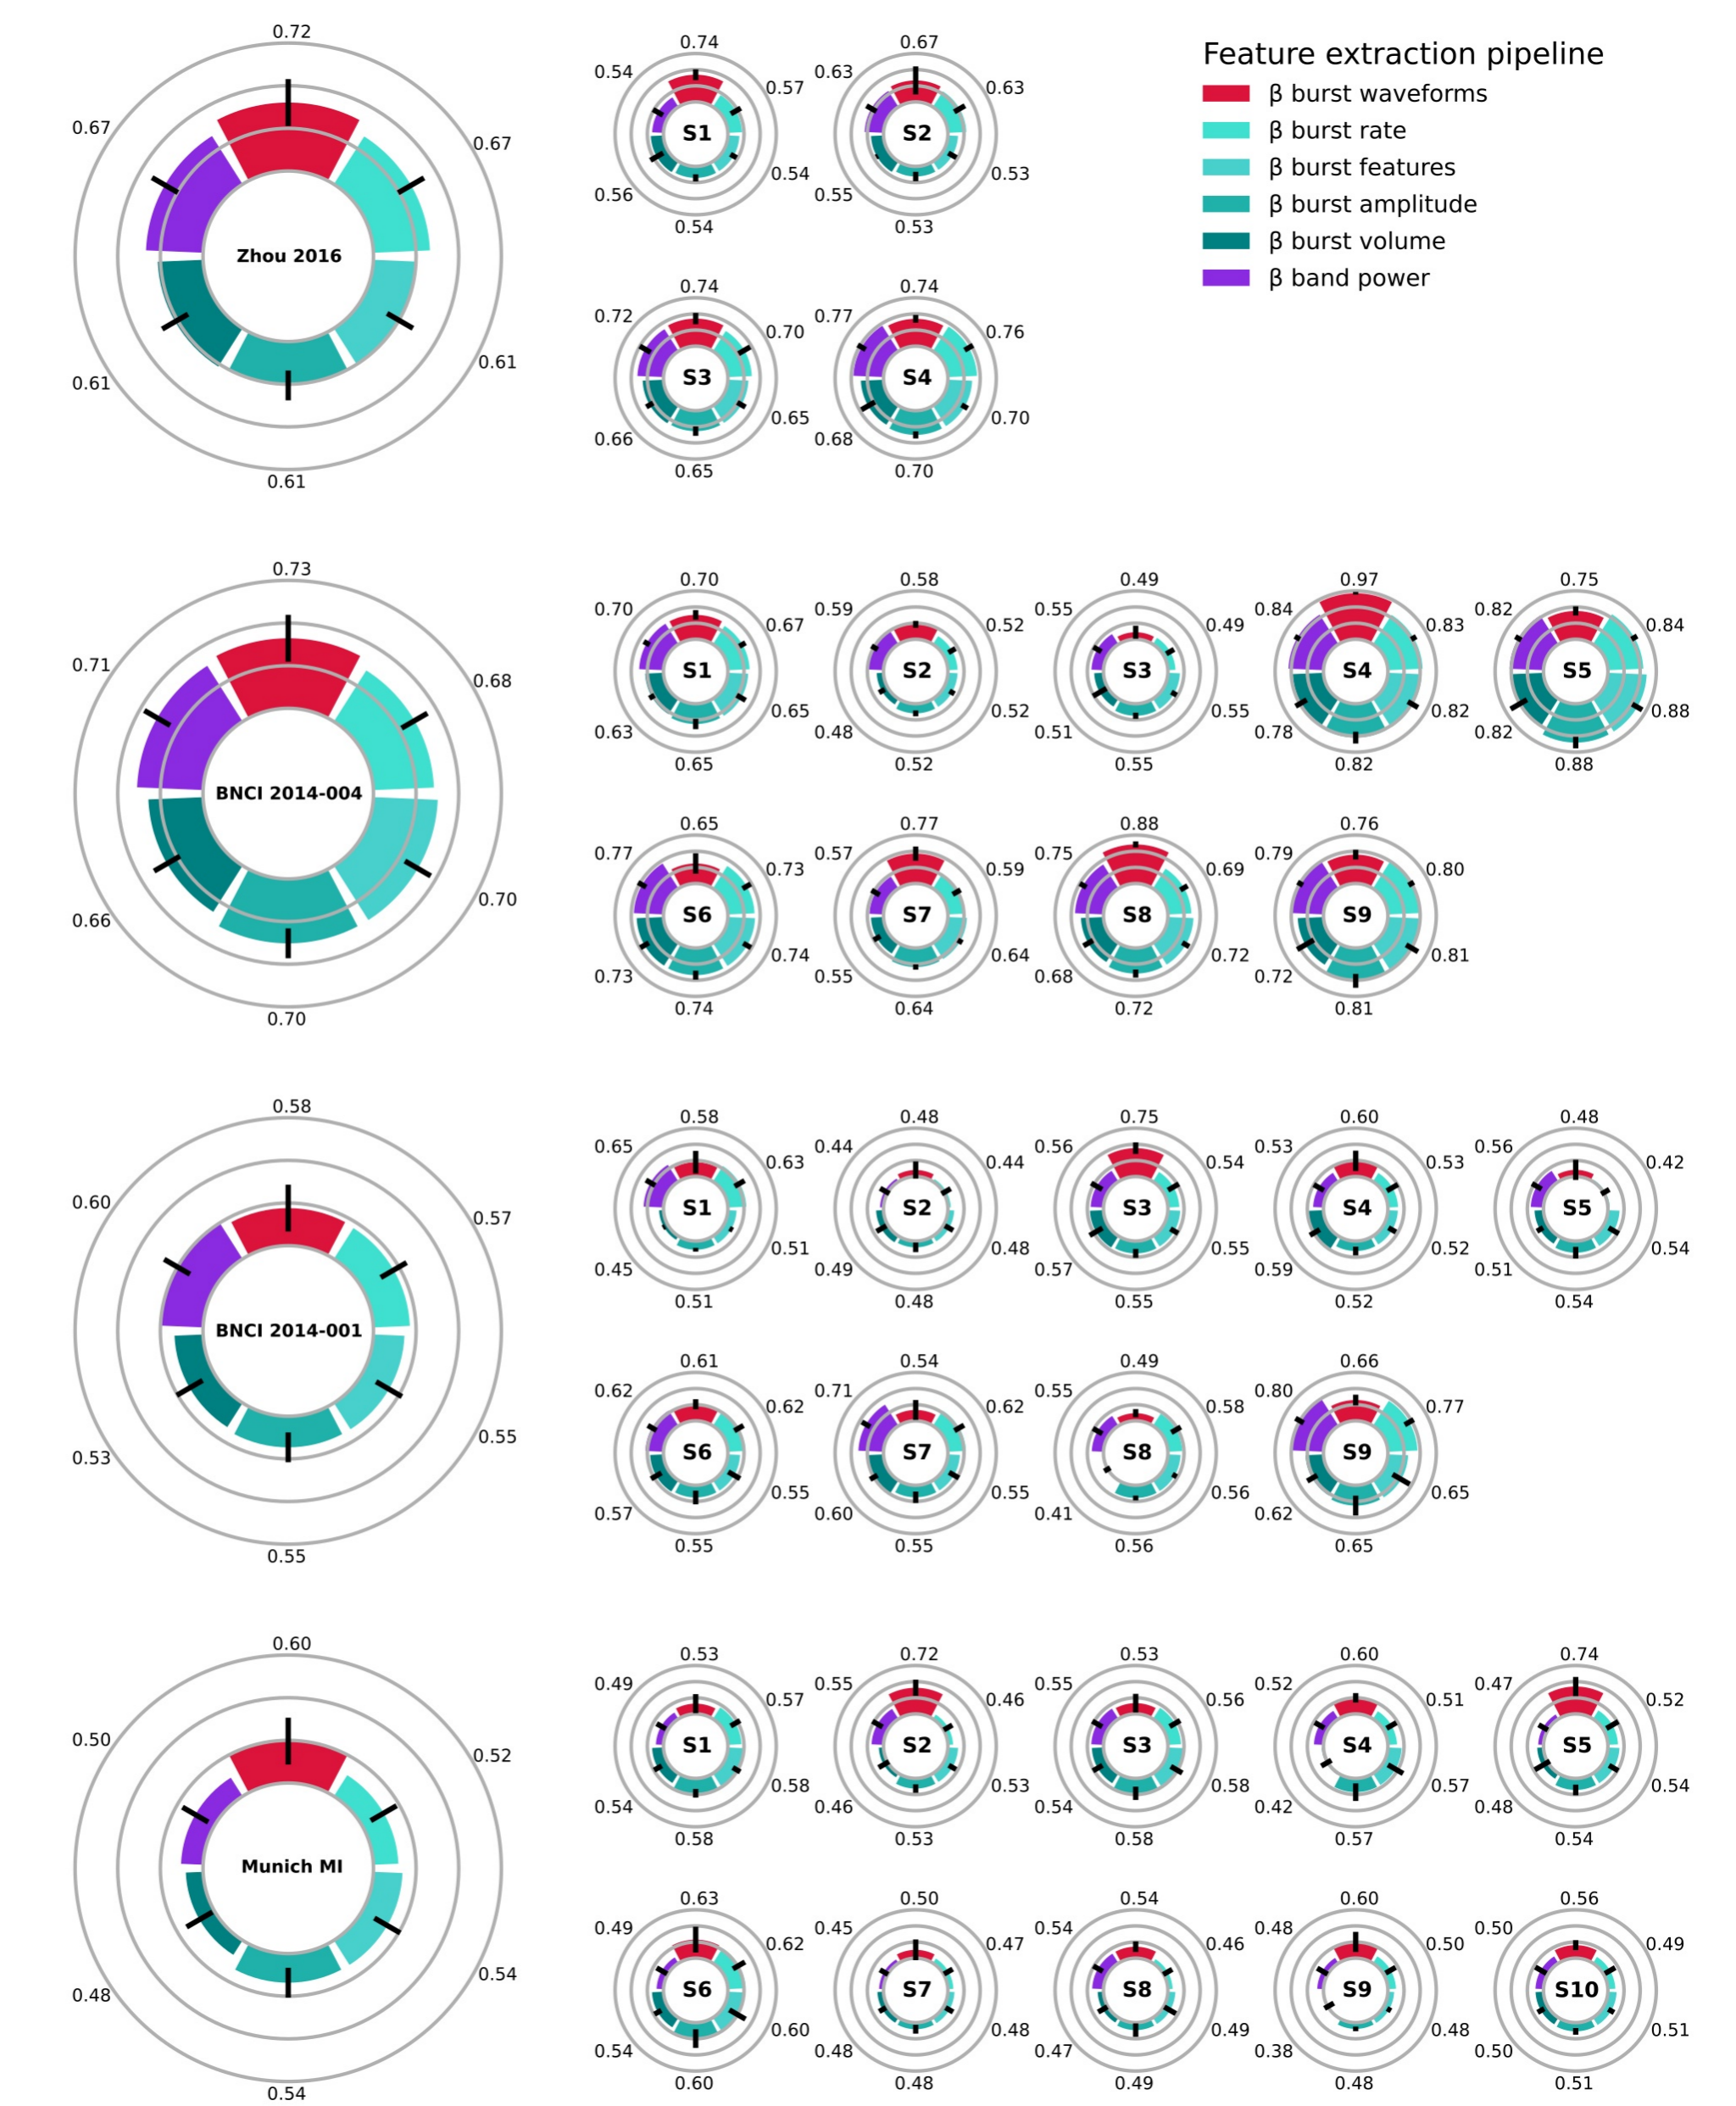 Feature extraction pipeline
β burst waveforms
β burst rate
β burst features
β burst amplitude
β burst volume
β band power
0.72
0.67 0.67
Zhou 2016
0.61 0.61
0.61
0.74 0.67
0.54 0.57 0.63 0.63
S1 S2
0.56 0.54 0.55 0.53
0.54 0.53
0.74 0.74
0.72 0.70 0.77 0.76
S3 S4
0.66 0.65 0.68 0.70
0.65 0.70
0.73
0.71 0.68
BNCI 2014-004
0.66 0.70
0.70
0.70 0.58 0.49 0.97 0.75
0.70 0.67 0.59 0.52 0.55 0.49 0.84 0.83 0.82 0.84
S1 S2 S3 S4 S5
0.63 0.65 0.48 0.52 0.51 0.55 0.78 0.82 0.82 0.88
0.65 0.52 0.55 0.82 0.88
0.65 0.77 0.88 0.76
0.77 0.73 0.57 0.59 0.75 0.69 0.79 0.80
S6 S7 S8 S9
0.73 0.74 0.55 0.64 0.68 0.72 0.72 0.81
0.74 0.64 0.72 0.81
0.58
0.60 0.57
BNCI 2014-001
0.53 0.55
0.55
0.58 0.48 0.75 0.60 0.48
0.65 0.63 0.44 0.44 0.56 0.54 0.53 0.53 0.56 0.42
S1 S2 S3 S4 S5
0.45 0.51 0.49 0.48 0.57 0.55 0.59 0.52 0.51 0.54
0.51 0.48 0.55 0.52 0.54
0.61 0.54 0.49 0.66
0.62 0.62 0.71 0.62 0.55 0.58 0.80 0.77
S6 S7 S8 S9
0.57 0.55 0.60 0.55 0.41 0.56 0.62 0.65
0.55 0.55 0.56 0.65
0.60
0.50 0.52
Munich MI
0.48 0.54
0.54
0.53 0.72 0.53 0.60 0.74
0.49 0.57 0.55 0.46 0.55 0.56 0.52 0.51 0.47 0.52
S1 S2 S3 S4 S5
0.54 0.58 0.46 0.53 0.54 0.58 0.42 0.57 0.48 0.54
0.58 0.53 0.58 0.57 0.54
0.63 0.50 0.54 0.60 0.56
0.49 0.62 0.45 0.47 0.54 0.46 0.48 0.50 0.50 0.49
S6 S7 S8 S9 S10
0.54 0.60 0.48 0.48 0.47 0.49 0.38 0.48 0.50 0.51
0.60 0.48 0.49 0.48 0.51